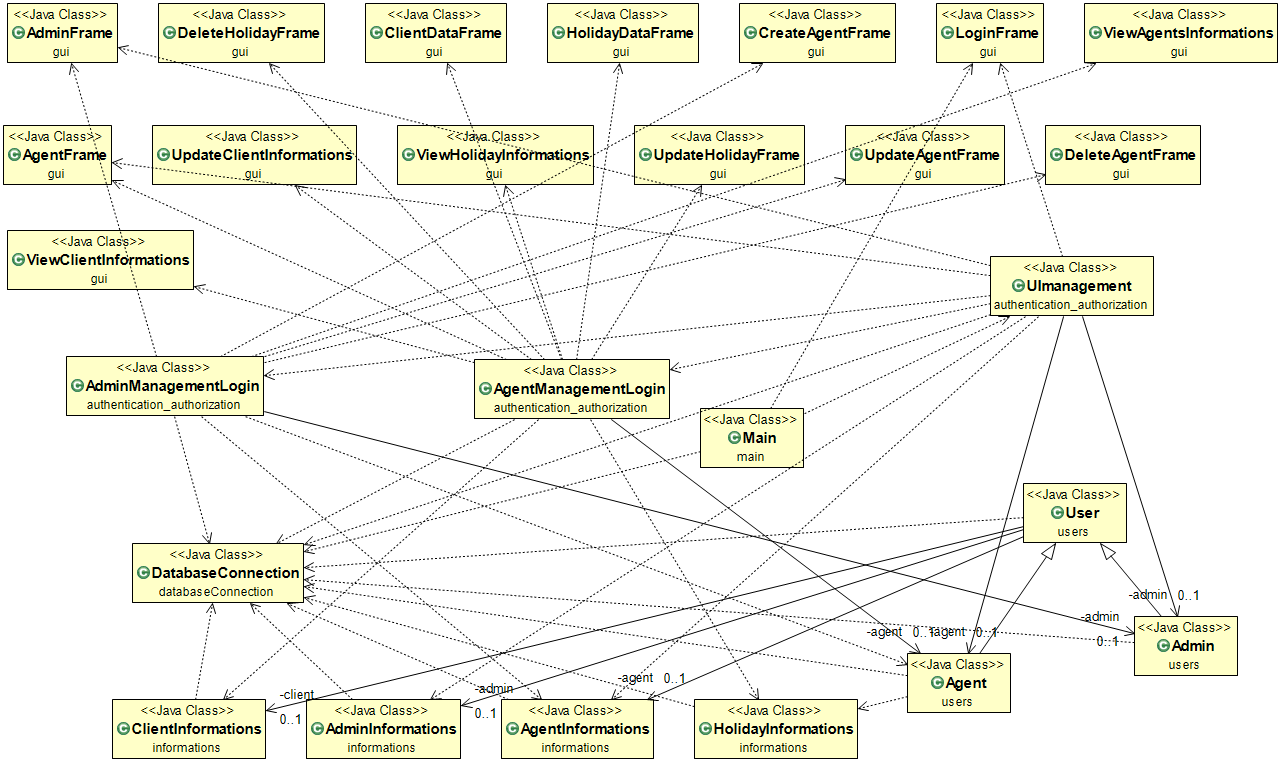 <<Java Class>>
AdminFrame
gui
<<Java Class>>
DeleteHolidayFrame
gui
<<Java Class>>
ClientDataFrame
gui
<<Java Class>>
HolidayDataFrame
gui
<<Java Class>>
CreateAgentFrame
gui
<<Java Class>>
LoginFrame
gui
<<Java Class>>
ViewAgentsInformations
gui
<<Java Class>>
AgentFrame
gui
<<Java Class>>
UpdateClientInformations
gui
<<Java Class>>
ViewHolidayInformations
gui
<<Java Class>>
UpdateHolidayFrame
gui
<<Java Class>>
UpdateAgentFrame
gui
<<Java Class>>
DeleteAgentFrame
gui
<<Java Class>>
ViewClientInformations
gui
<<Java Class>>
UImanagement
authentication_authorization
<<Java Class>>
AdminManagementLogin
authentication_authorization
<<Java Class>>
AgentManagementLogin
authentication_authorization
<<Java Class>>
Main
main
<<Java Class>>
User
users
<<Java Class>>
DatabaseConnection
databaseConnection
-admin 0..1
-admin
0..1
-agent 0..1
-agent 0..1
<<Java Class>>
Admin
users
<<Java Class>>
Agent
users
-client
0..1
-admin
0..1
-agent 0..1
<<Java Class>>
ClientInformations
informations
<<Java Class>>
AdminInformations
informations
<<Java Class>>
AgentInformations
informations
<<Java Class>>
HolidayInformations
informations